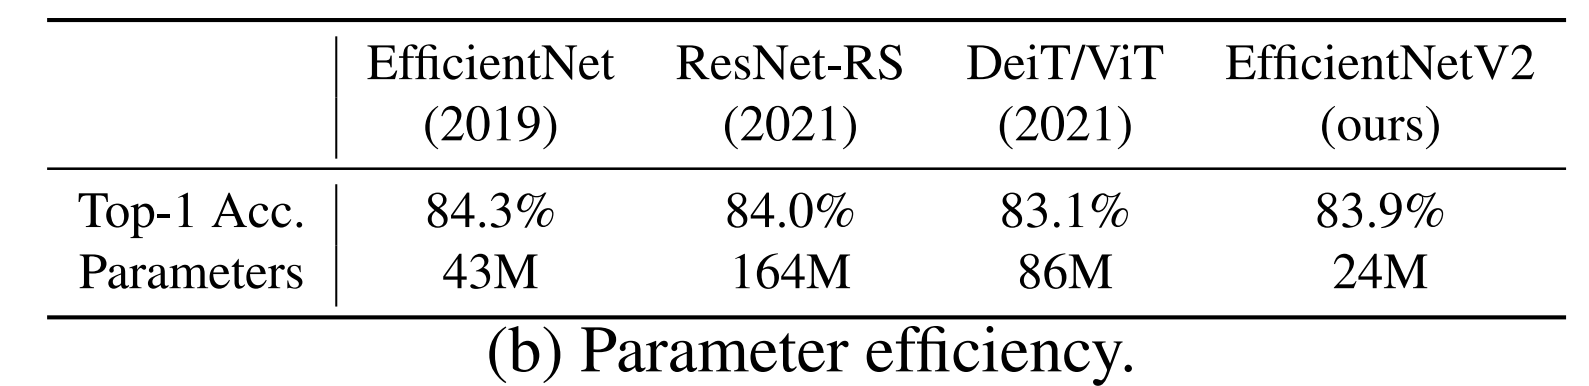 EfficientNet ResNet-RS DeiT/ViT EfficientNetV2
(2019) (2021) (2021) (ours)
Top-1 Acc. 84.3% 84.0% 83.1% 83.9%
Parameters 43M 164M 86M 24M
(b) Parameter efficiency.